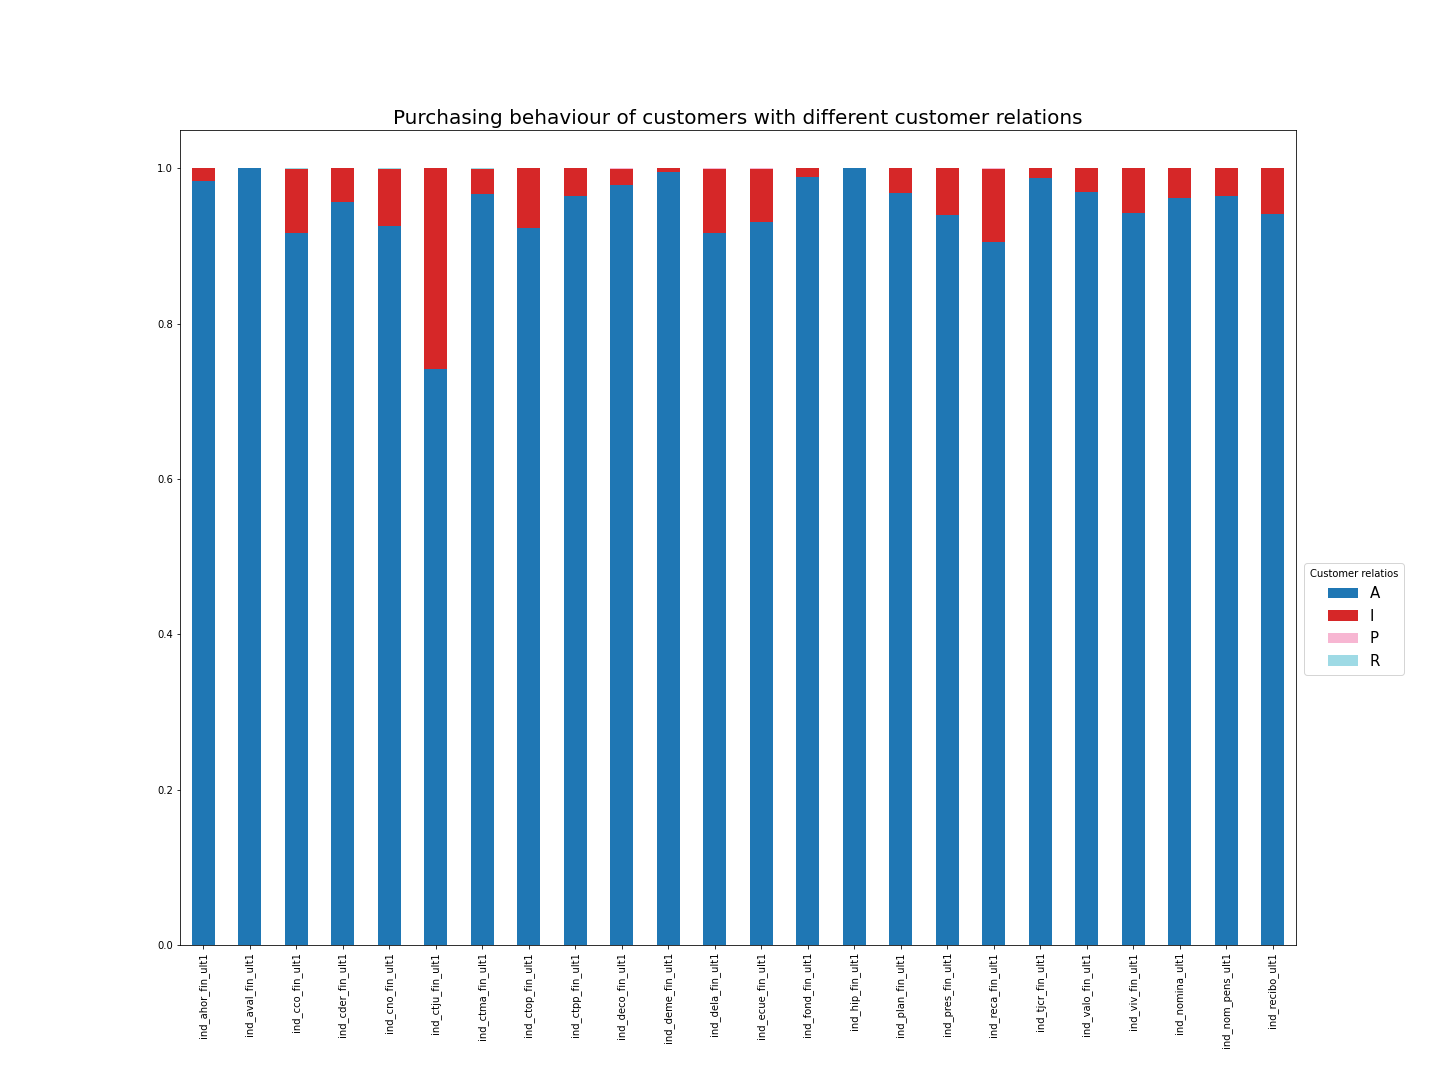 Purchasing behaviour of customers with different customer relations
1.0
0.8
0.6
0.4
0.2
0.0
ind_ahor_fin_ult1
ind_aval_fin_ult1
ind_cco_fin_ult1
ind_cder_fin_ult1
ind_cno_fin_ult1
ind_ctju_fin_ult1
ind_ctma_fin_ult1
ind_ctop_fin_ult1
ind_ctpp_fin_ult1
ind_deco_fin_ult1
ind_deme_fin_ult1
ind_dela_fin_ult1
ind_ecue_fin_ult1
ind_fond_fin_ult1
ind_hip_fin_ult1
ind_plan_fin_ult1
ind_pres_fin_ult1
ind_reca_fin_ult1
ind_tjcr_fin_ult1
ind_valo_fin_ult1
ind_viv_fin_ult1
ind_nomina_ult1
ind_nom_pens_ult1
ind_recibo_ult1
Customer relatios
A
I
P
R